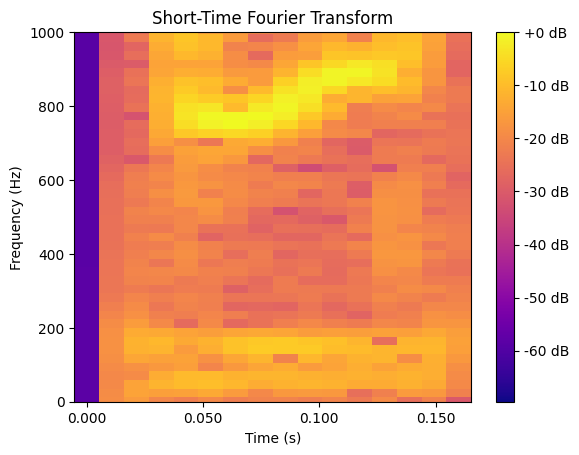 Short-Time Fourier Transform
1000
800
600
400
200
0
Frequency (Hz)
0.000
0.050
0.100
0.150
Time (s)
+0 dB
-10 dB
-20 dB
-30 dB
-40 dB
-50 dB
-60 dB